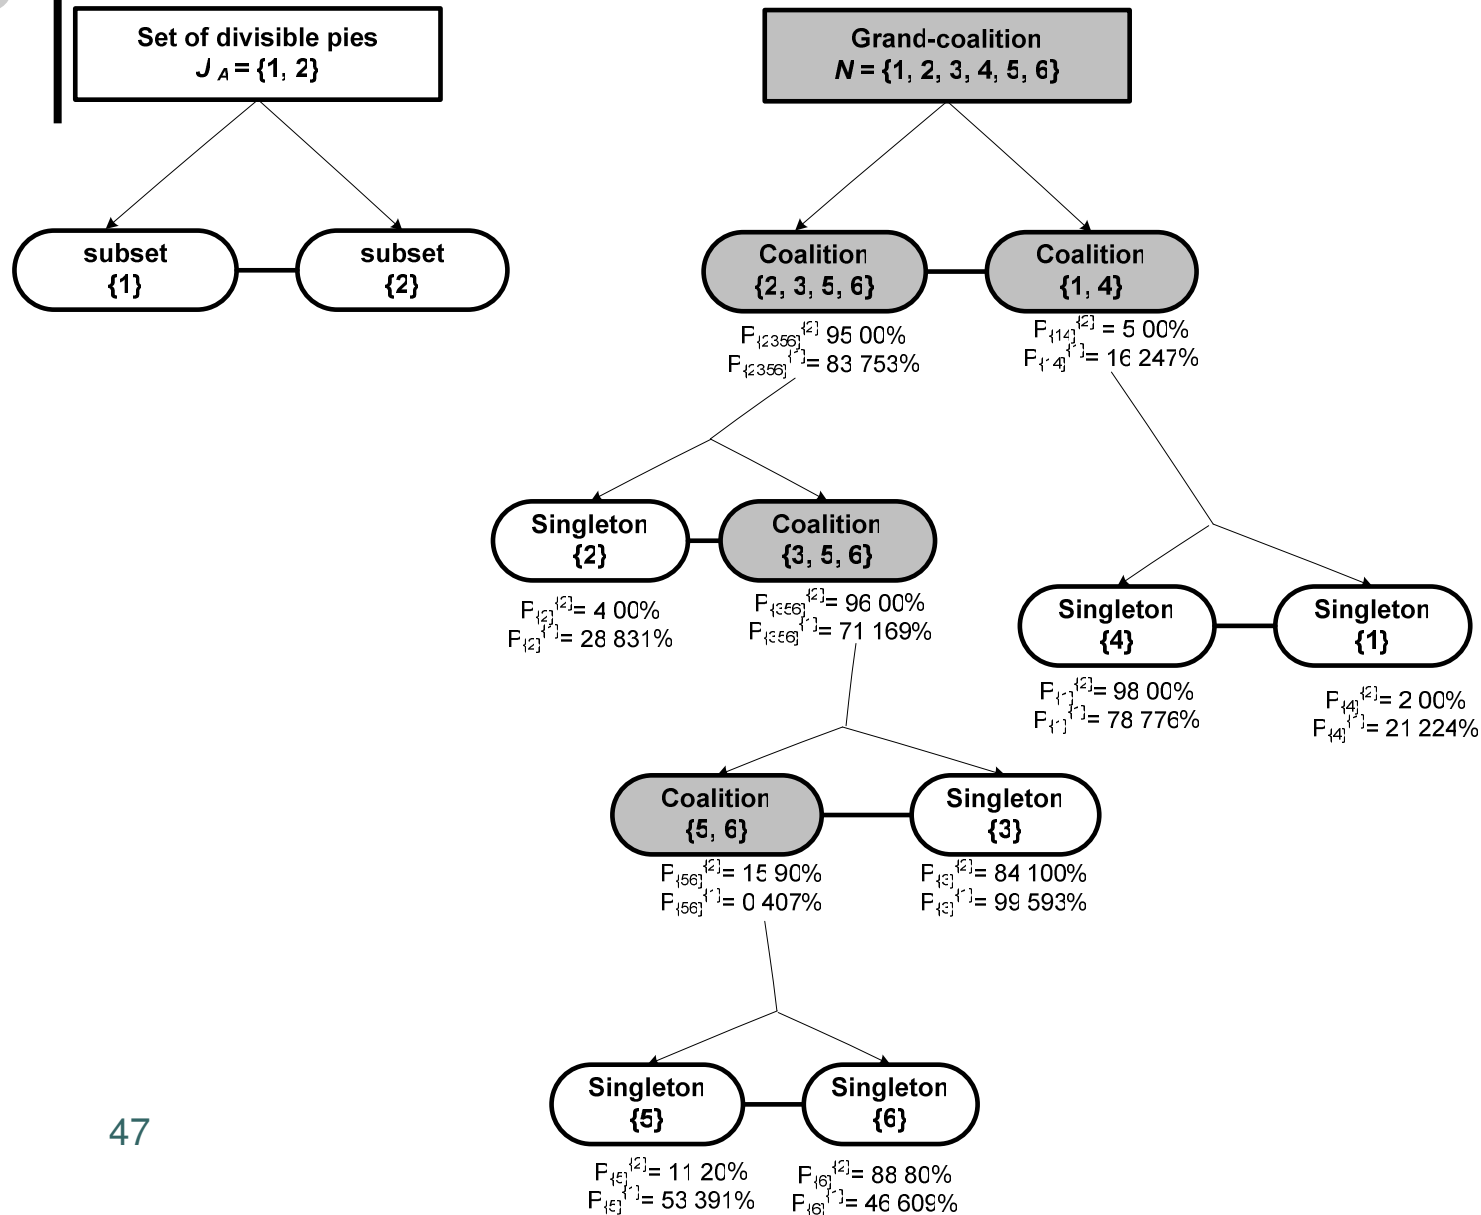 Set of divisible pies
J A = {1, 2}
Grand-coalition
N = {1, 2, 3, 4, 5, 6}
subset
{1}
subset
{2}
Coalition
{2, 3, 5, 6}
Coalition
{1, 4}
P{2356}{2} 95 00%
P{2356}{1}= 83 753%
P{14}{2} = 5 00%
P{14}{1}= 16 247%
Singleton
{2}
Coalition
{3, 5, 6}
P{2}{2}= 4 00%
P{2}{1}= 28 831%
P{356}{2}= 96 00%
P{356}{1}= 71 169%
Singleton
{4}
Singleton
{1}
P{1}{2}= 98 00%
P{1}{1}= 78 776%
P{4}{2}= 2 00%
P{4}{1}= 21 224%
Coalition
{5, 6}
Singleton
{3}
P{56}{2}= 15 90%
P{56}{1}= 0 407%
P{3}{2}= 84 100%
P{3}{1}= 99 593%
Singleton
{5}
Singleton
{6}
P{5}{2}= 11 20%
P{5}{1}= 53 391%
P{6}{2}= 88 80%
P{6}{1}= 46 609%
47